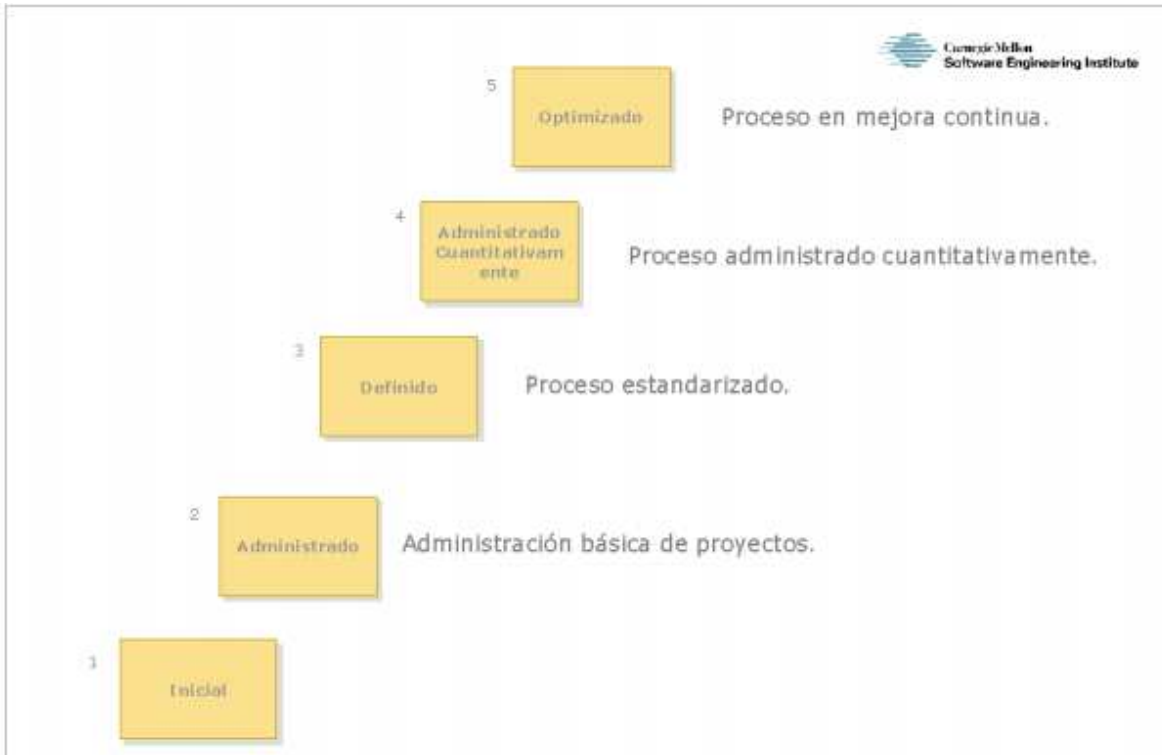 Carnegie Mellon
Software Engineering Institute
5
Optimizado
Proceso en mejora continua.
4
Administrado
Cuantitativam
ente
Proceso administrado cuantitativamente.
3
Definido
Proceso estandarizado.
2
Administrado
Administración básica de proyectos.
1
Inicial